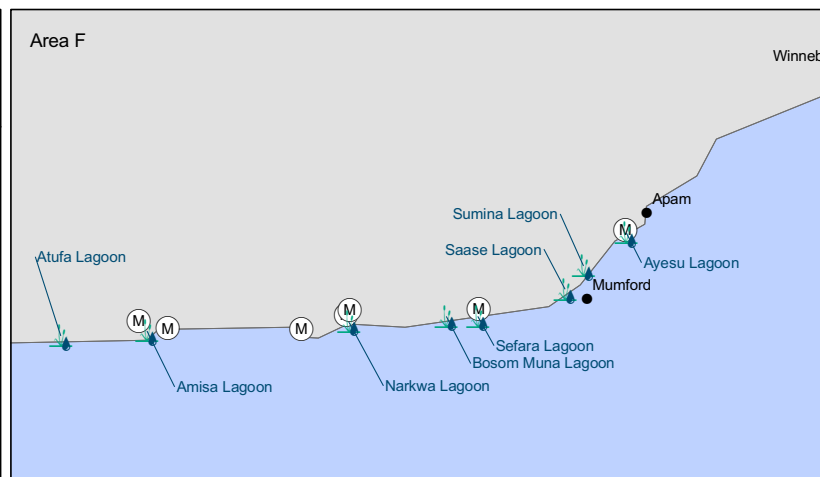 Area F
Winneb
Apam
Sumina Lagoon
M
Saase Lagoon
Atufa Lagoon
Ayesu Lagoon
Mumford
M
M
M
M
M
Sefara Lagoon
Bosom Muna Lagoon
Amisa Lagoon
Narkwa Lagoon